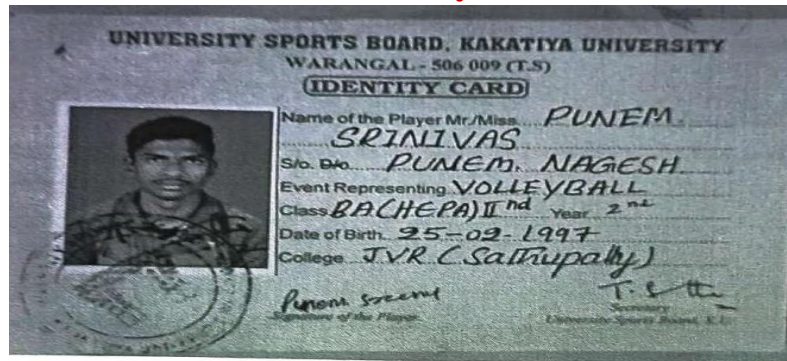 UNIVERSITY SPORTS BOARD, KAKATIYA UNIVERSITY
WARANGAL - 506 009 (T.S)
IDENTITY CARD
Name of the Player Mr./Miss..... PUNEM.
SRINIVAS
S/o. D/o...... PUNEM. NAGESH
Event Representing VOLLEYBALL
Class BA(HEPA) IInd Year 2nd
Date of Birth. 25-02-1997
College JVR (Sathupally)
Punem
Signature of the Player
Secretary
University Sports Board, K.U.